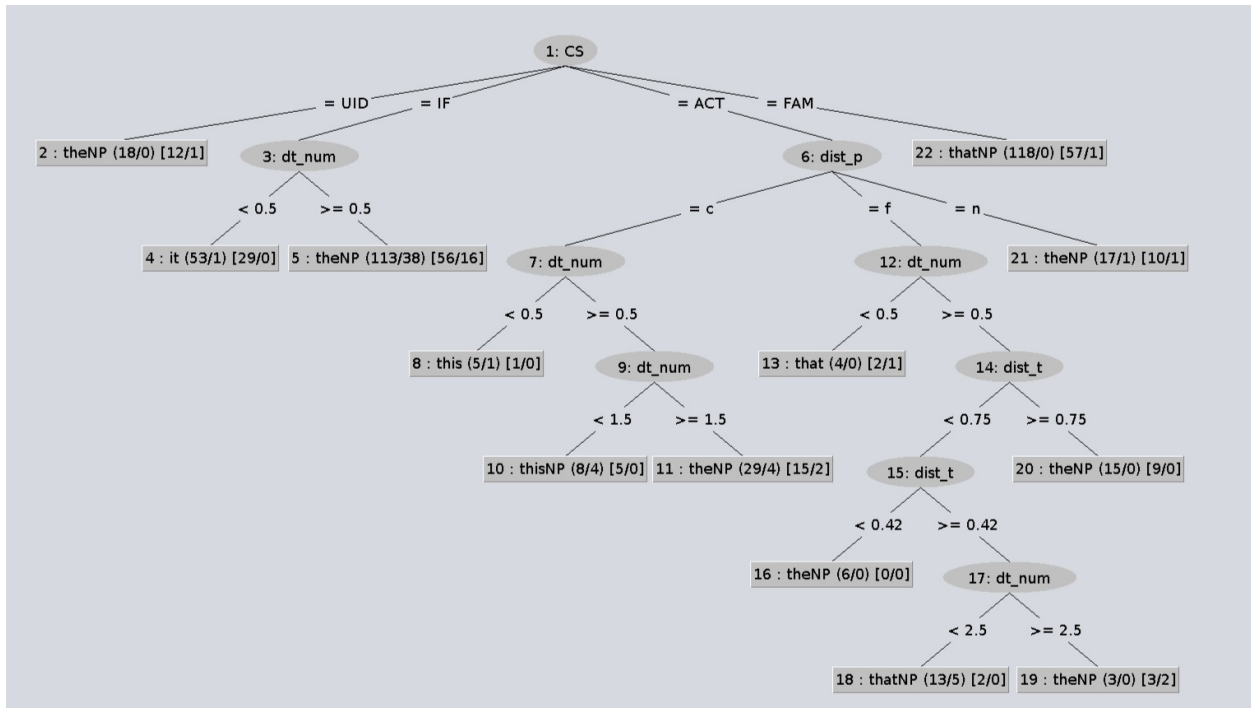 1: CS
= UID
= IF
= ACT
= FAM
2 : theNP (18/0) [12/1]
3: dt_num
6: dist_p
22 : thatNP (118/0) [57/1]
< 0.5
>= 0.5
= c
= f
= n
4 : it (53/1) [29/0]
5 : theNP (113/38) [56/16]
7: dt_num
12: dt_num
21 : theNP (17/1) [10/1]
< 0.5
>= 0.5
< 0.5
>= 0.5
8 : this (5/1) [1/0]
9: dt_num
13 : that (4/0) [2/1]
14: dist_t
< 1.5
>= 1.5
< 0.75
>= 0.75
10 : thisNP (8/4) [5/0]
11 : theNP (29/4) [15/2]
15: dist_t
20 : theNP (15/0) [9/0]
< 0.42
>= 0.42
16 : theNP (6/0) [0/0]
17: dt_num
< 2.5
>= 2.5
18 : thatNP (13/5) [2/0]
19 : theNP (3/0) [3/2]